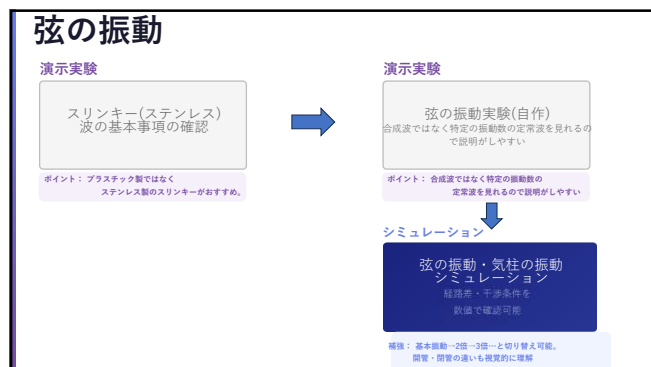 弦の振動
演示実験
スリンキー(ステンレス)
波の基本事項の確認
ポイント： プラスチック製ではなく
ステンレス製のスリンキーがおすすめ。
演示実験
弦の振動実験(自作)
合成波ではなく特定の振動数の定常波を見れるの
で説明がしやすい
ポイント： 合成波ではなく特定の振動数の
定常波を見れるので説明がしやすい
シミュレーション
弦の振動・気柱の振動
シミュレーション
経路差・干渉条件を
数値で確認可能
補強： 基本振動→2倍→3倍…と切り替え可能。
開管・閉管の違いも視覚的に理解